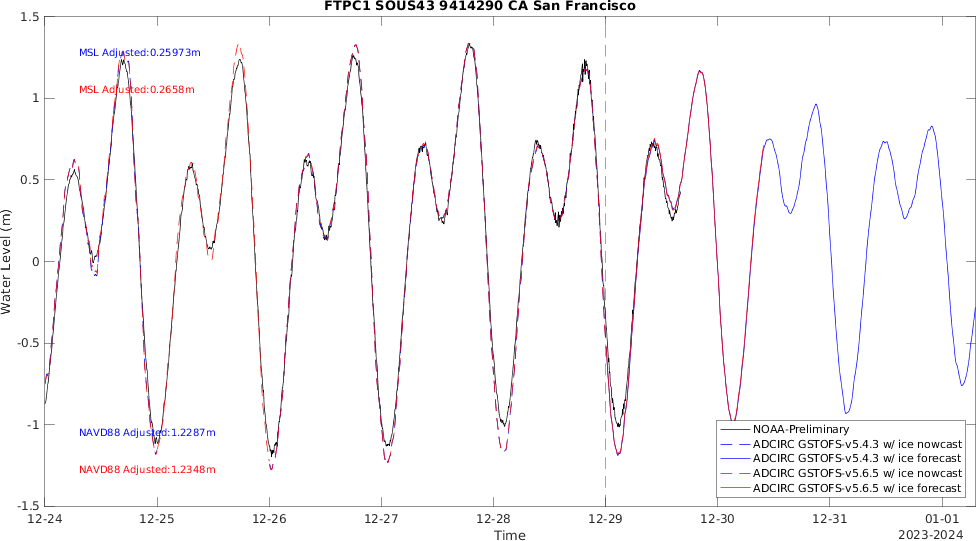 FTPC1 SOUS43 9414290 CA San Francisco
1.5
1
0.5
0
-0.5
-1
-1.5
Water Level (m)
MSL Adjusted:0.25973m
MSL Adjusted:0.2658m
NAVD88 Adjusted:1.2287m
NAVD88 Adjusted:1.2348m
NOAA-Preliminary
ADCIRC GSTOFS-v5.4.3 w/ ice nowcast
ADCIRC GSTOFS-v5.4.3 w/ ice forecast
ADCIRC GSTOFS-v5.6.5 w/ ice nowcast
ADCIRC GSTOFS-v5.6.5 w/ ice forecast
12-24 12-25 12-26 12-27 12-28 12-29 12-30 12-31 01-01
Time
2023-2024